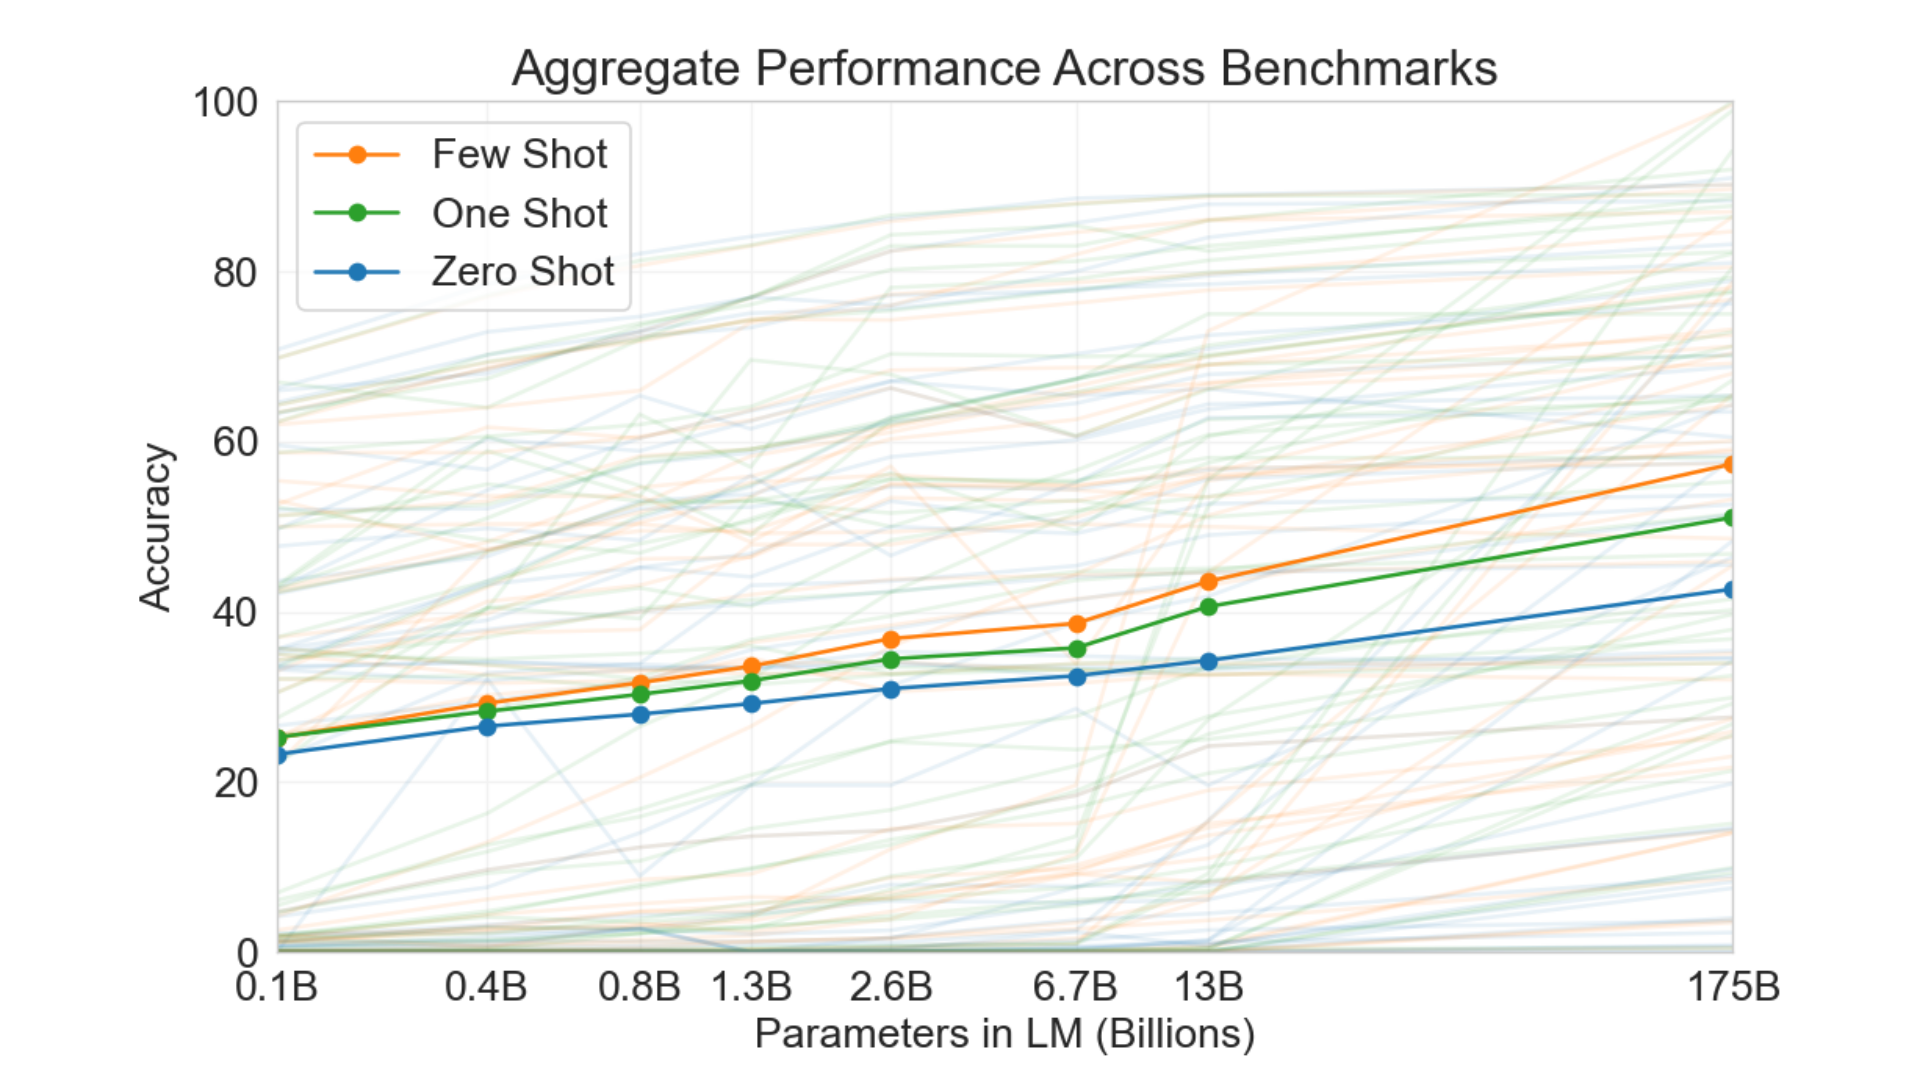 Aggregate Performance Across Benchmarks
100
80
60
40
20
0
Accuracy
Few Shot
One Shot
Zero Shot
0.1B 0.4B 0.8B 1.3B 2.6B 6.7B 13B 175B
Parameters in LM (Billions)